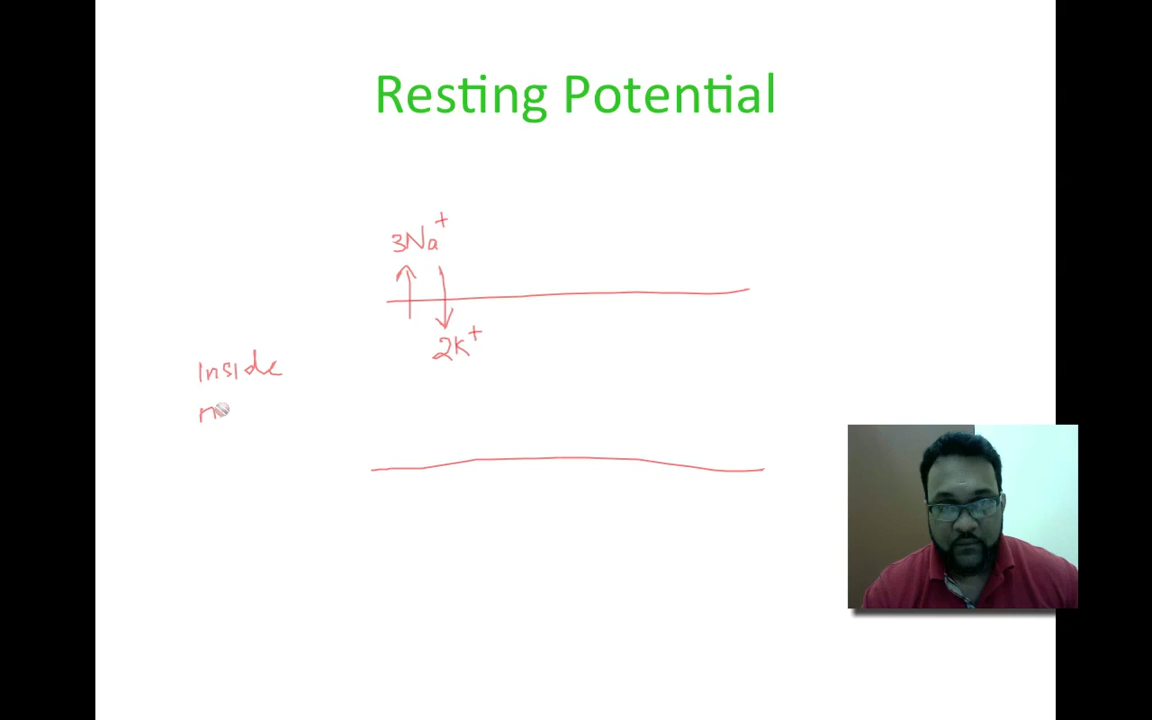 Resting Potential
3Na+
2K+
Inside